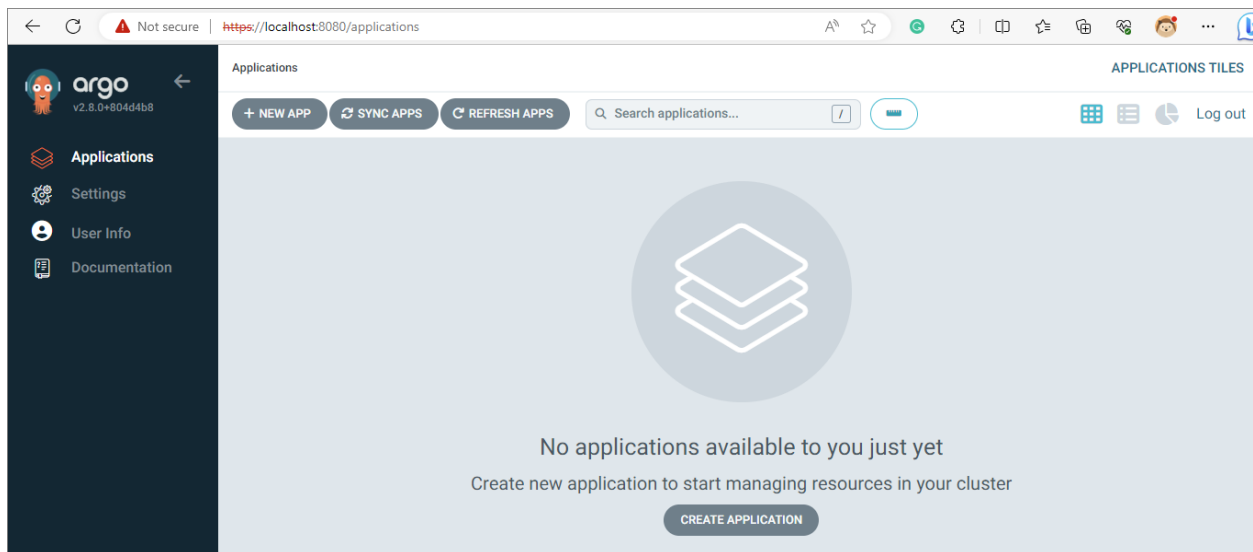 Not secure | https://localhost:8080/applications
argo
v2.8.0+804d4b8
Applications
Settings
User Info
Documentation
Applications
APPLICATIONS TILES
+ NEW APP SYNC APPS REFRESH APPS Search applications... / Log out
No applications available to you just yet
Create new application to start managing resources in your cluster
CREATE APPLICATION